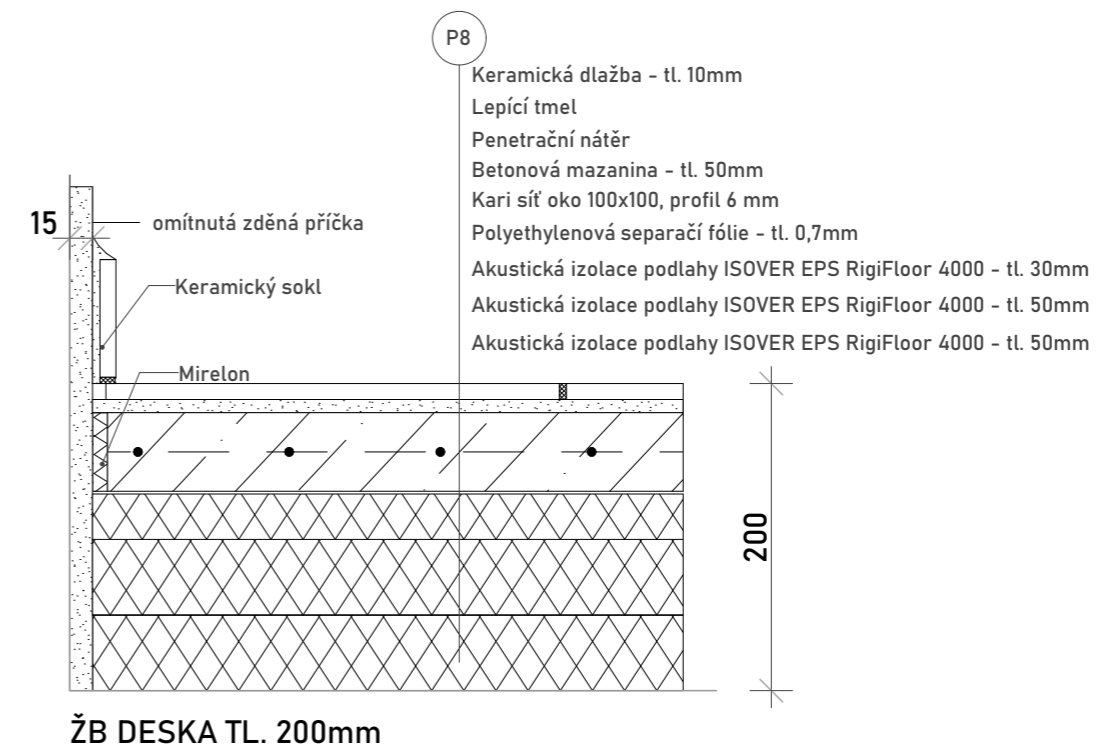 P8
Keramická dlažba - tl. 10mm
Lepící tmel
Penetrační nátěr
Betonová mazanina - tl. 50mm
Kari síť oko 100x100, profil 6 mm
Polyethylenová separačí fólie - tl. 0,7mm
Akustická izolace podlahy ISOVER EPS RigiFloor 4000 - tl. 30mm
Akustická izolace podlahy ISOVER EPS RigiFloor 4000 - tl. 50mm
Akustická izolace podlahy ISOVER EPS RigiFloor 4000 - tl. 50mm
15
omítnutá zděná příčka
Keramický sokl
Mirelon
200
ŽB DESKA TL. 200mm